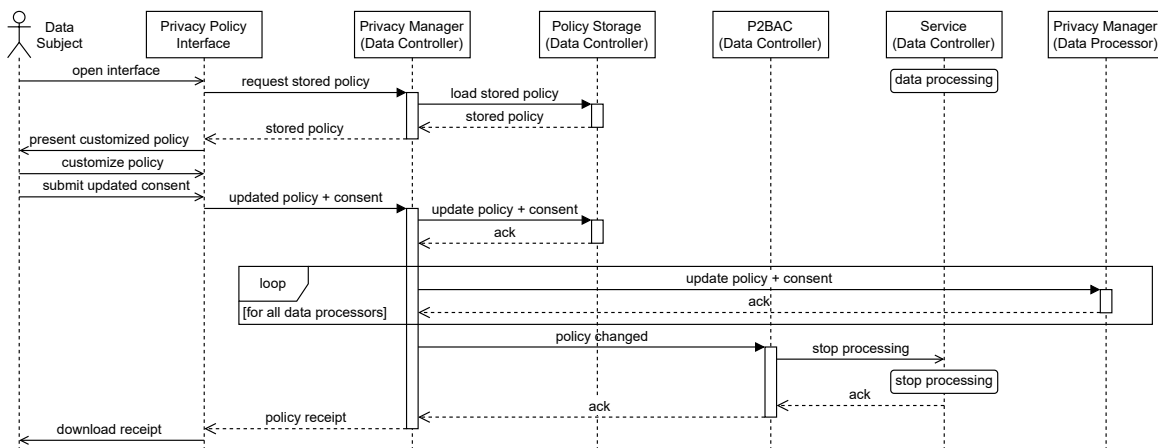 Data
Subject
Privacy Policy
Interface
Privacy Manager
(Data Controller)
Policy Storage
(Data Controller)
P2BAC
(Data Controller)
Service
(Data Controller)
Privacy Manager
(Data Processor)
open interface
data processing
request stored policy
load stored policy
stored policy
stored policy
present customized policy
customize policy
submit updated consent
updated policy + consent
update policy + consent
ack
loop
update policy + consent
[for all data processors]
ack
policy changed
stop processing
stop processing
ack
ack
policy receipt
download receipt